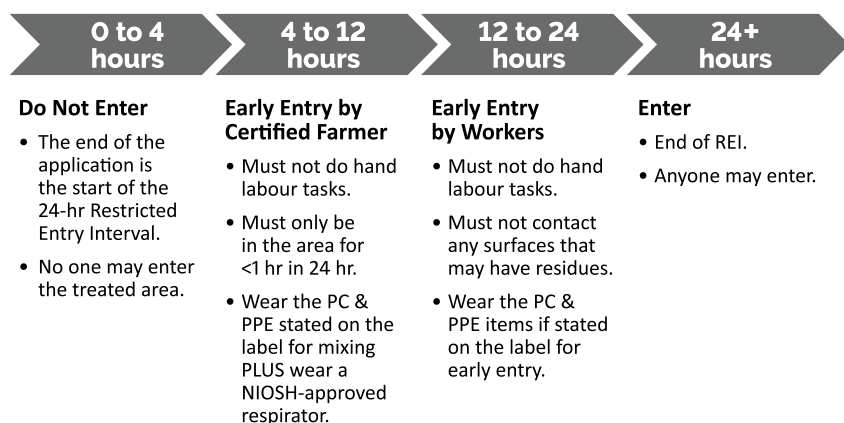 0 to 4
hours
4 to 12
hours
12 to 24
hours
24+
hours
Do Not Enter
• The end of the
application is
the start of the
24-hr Restricted
Entry Interval.
• No one may enter
the treated area.
Early Entry by
Certified Farmer
• Must not do hand
labour tasks.
• Must only be
in the area for
<1 hr in 24 hr.
• Wear the PC &
PPE stated on the
label for mixing
PLUS wear a
NIOSH-approved
respirator.
Early Entry
by Workers
• Must not do hand
labour tasks.
• Must not contact
any surfaces that
may have residues.
• Wear the PC &
PPE items if stated
on the label for
early entry.
Enter
• End of REI.
• Anyone may enter.